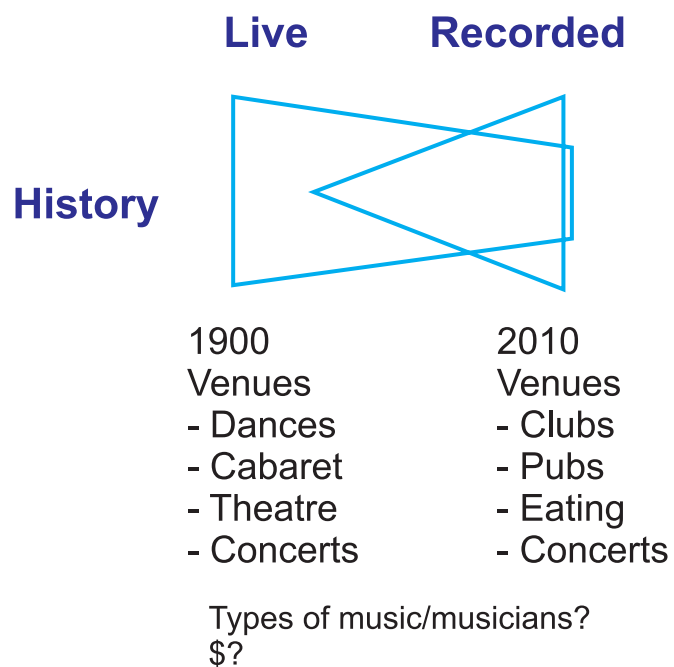 Live Recorded
History
1900
Venues
- Dances
- Cabaret
- Theatre
- Concerts
2010
Venues
- Clubs
- Pubs
- Eating
- Concerts
Types of music/musicians?
$?